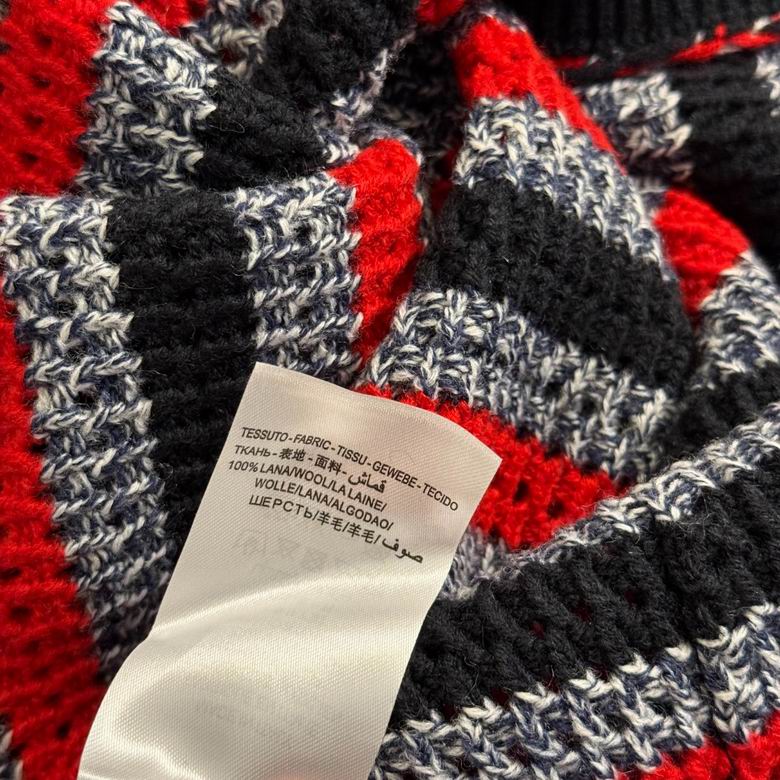 TESSUTO - FABRIC - TISSU - GEWEBE - TECIDO
ТКАНЬ - 表地 - 面料 - قماش
100% LANA/WOOL/LA LAINE/
WOLLE/LANA/ALGODAO/
ШЕРСТЬ/羊毛/羊毛/صوف/